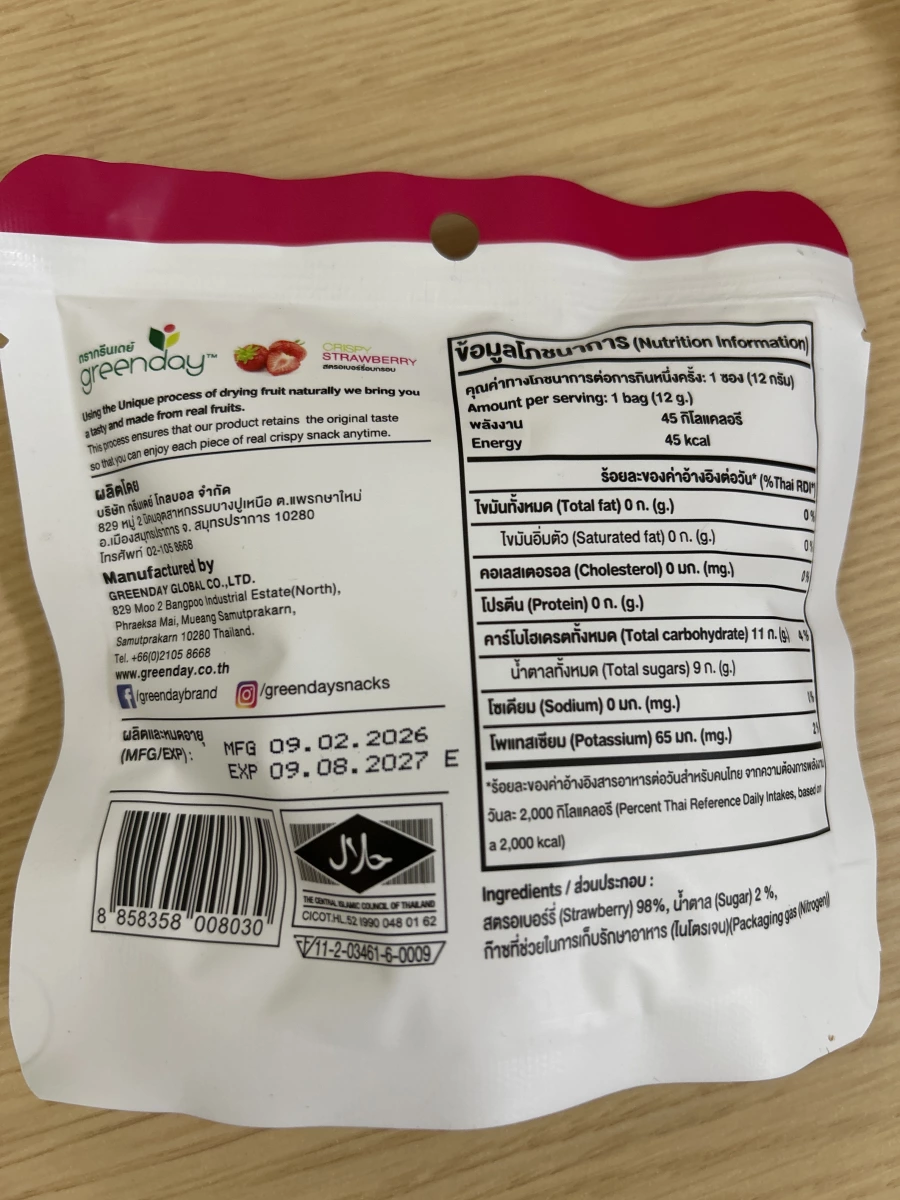 ตรากรีนเดย์
greenday™
CRISPY
STRAWBERRY
สตรอเบอร์รี่อบกรอบ
Using the Unique process of drying fruit naturally we bring you
a tasty and made from real fruits.
This process ensures that our product retains the original taste
so that you can enjoy each piece of real crispy snack anytime.
ผลิตโดย
บริษัท กรีนเดย์ โกลบอล จำกัด
829 หมู่ 2 นิคมอุตสาหกรรมบางปูเหนือ ต.แพรกษาใหม่
อ.เมืองสมุทรปราการ จ. สมุทรปราการ 10280
โทรศัพท์ 02-105 8668
Manufactured by
GREENDAY GLOBAL CO.,LTD.
829 Moo 2 Bangpoo Industrial Estate(North),
Phraeksa Mai, Mueang Samutprakarn,
Samutprakarn 10280 Thailand.
Tel. +66(0)2105 8668
www.greenday.co.th
/greendaybrand
/greendaysnacks
ผลิตและหมดอายุ
(MFG/EXP):
MFG 09.02.2026
EXP 09.08.2027 E
8 858358 008030
حلال
THE CENTRAL ISLAMIC COUNCIL OF THAILAND
CICOT.HL.52 1990 048 01 62
F/11-2-03461-6-0009
ข้อมูลโภชนาการ (Nutrition Information)
คุณค่าทางโภชนาการต่อการกินหนึ่งครั้ง: 1 ซอง (12 กรัม)
Amount per serving: 1 bag (12 g.)
พลังงาน 45 กิโลแคลอรี
Energy 45 kcal
ร้อยละของค่าอ้างอิงต่อวัน* (%Thai RDI*)
ไขมันทั้งหมด (Total fat) 0 ก. (g.) 0%
ไขมันอิ่มตัว (Saturated fat) 0 ก. (g.) 0%
คอเลสเตอรอล (Cholesterol) 0 มก. (mg.) 0%
โปรตีน (Protein) 0 ก. (g.)
คาร์โบไฮเดรตทั้งหมด (Total carbohydrate) 11 ก. (g.) 4%
น้ำตาลทั้งหมด (Total sugars) 9 ก. (g.)
โซเดียม (Sodium) 0 มก. (mg.) 1%
โพแทสเซียม (Potassium) 65 มก. (mg.) 2%
*ร้อยละของค่าอ้างอิงสารอาหารต่อวันสำหรับคนไทย จากความต้องการพลังงาน
วันละ 2,000 กิโลแคลอรี (Percent Thai Reference Daily Intakes, based on
a 2,000 kcal)
Ingredients / ส่วนประกอบ :
สตรอเบอร์รี่ (Strawberry) 98%, น้ำตาล (Sugar) 2 %,
ก๊าซที่ช่วยในการเก็บรักษาอาหาร (ไนโตรเจน)(Packaging gas (Nitrogen))